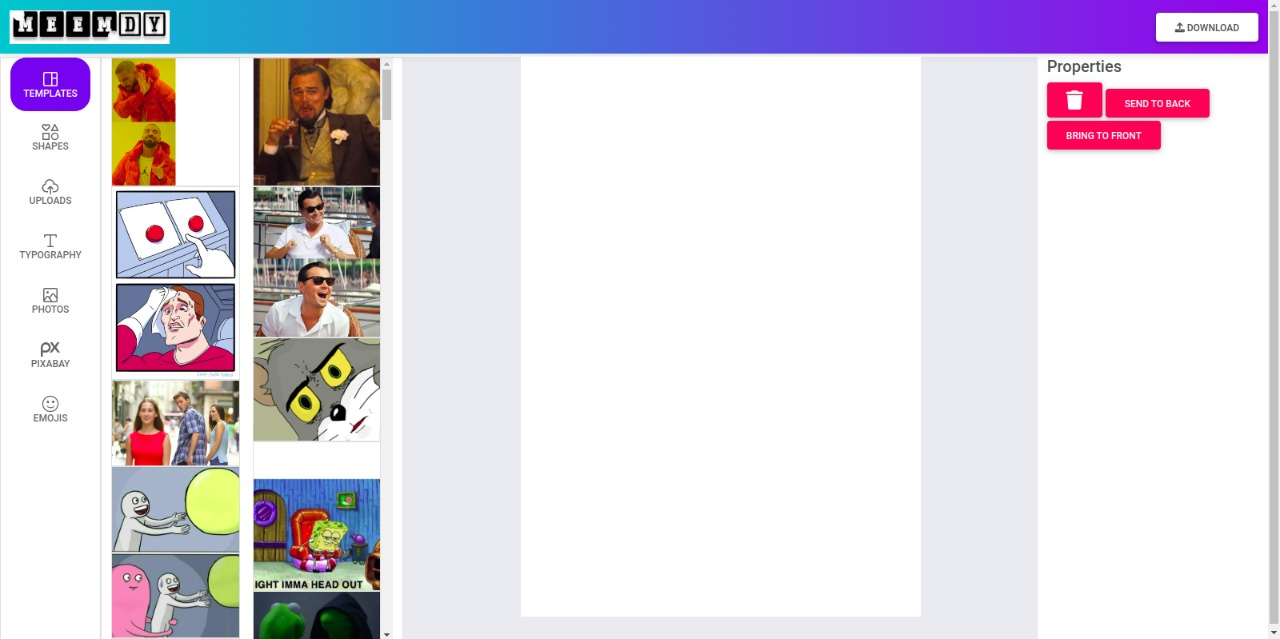 MEEMDY
DOWNLOAD
TEMPLATES
SHAPES
UPLOADS
TYPOGRAPHY
PHOTOS
PIXABAY
EMOJIS
IGHT IMMA HEAD OUT
Properties
SEND TO BACK
BRING TO FRONT